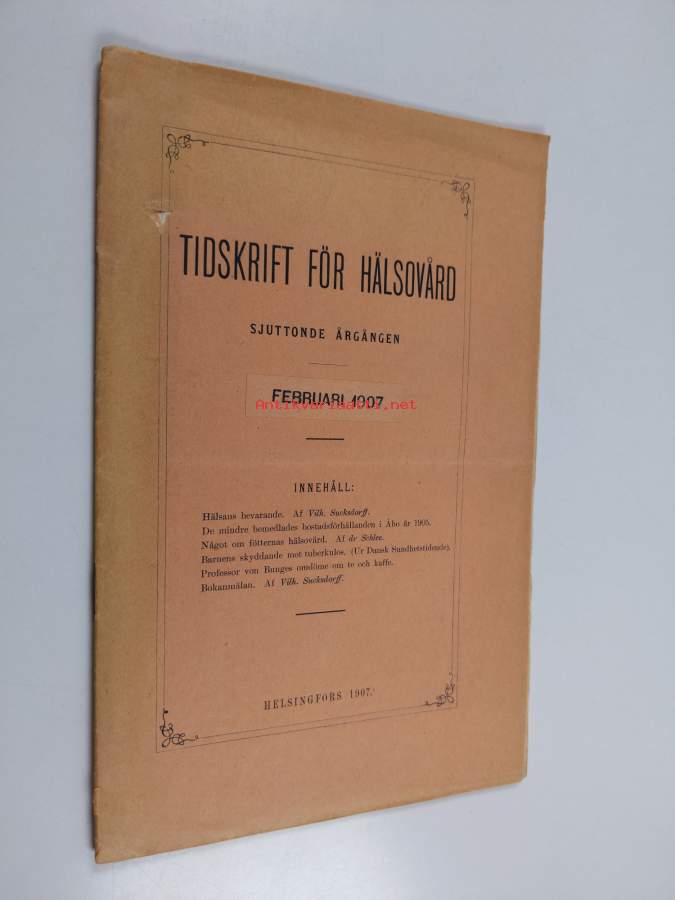 TIDSKRIFT FÖR HÄLSOVÅRD
SJUTTONDE ÅRGÅNGEN
FEBRUARI 1907
Antikvariaatti.net
INNEHÅLL:
Hälsans bevarande. Af Vilh. Sucksdorff.
De mindre bemedlades bostadsförhållanden i Åbo år 1905.
Något om fötternas hälsovård. Af dr Schlee.
Barnens skyddande mot tuberkulos. (Ur Dansk Sundhetstidende).
Professor von Bunges omdöme om te och kaffe.
Bokanmälan. Af Vilh. Sucksdorff.
HELSINGFORS 1907.